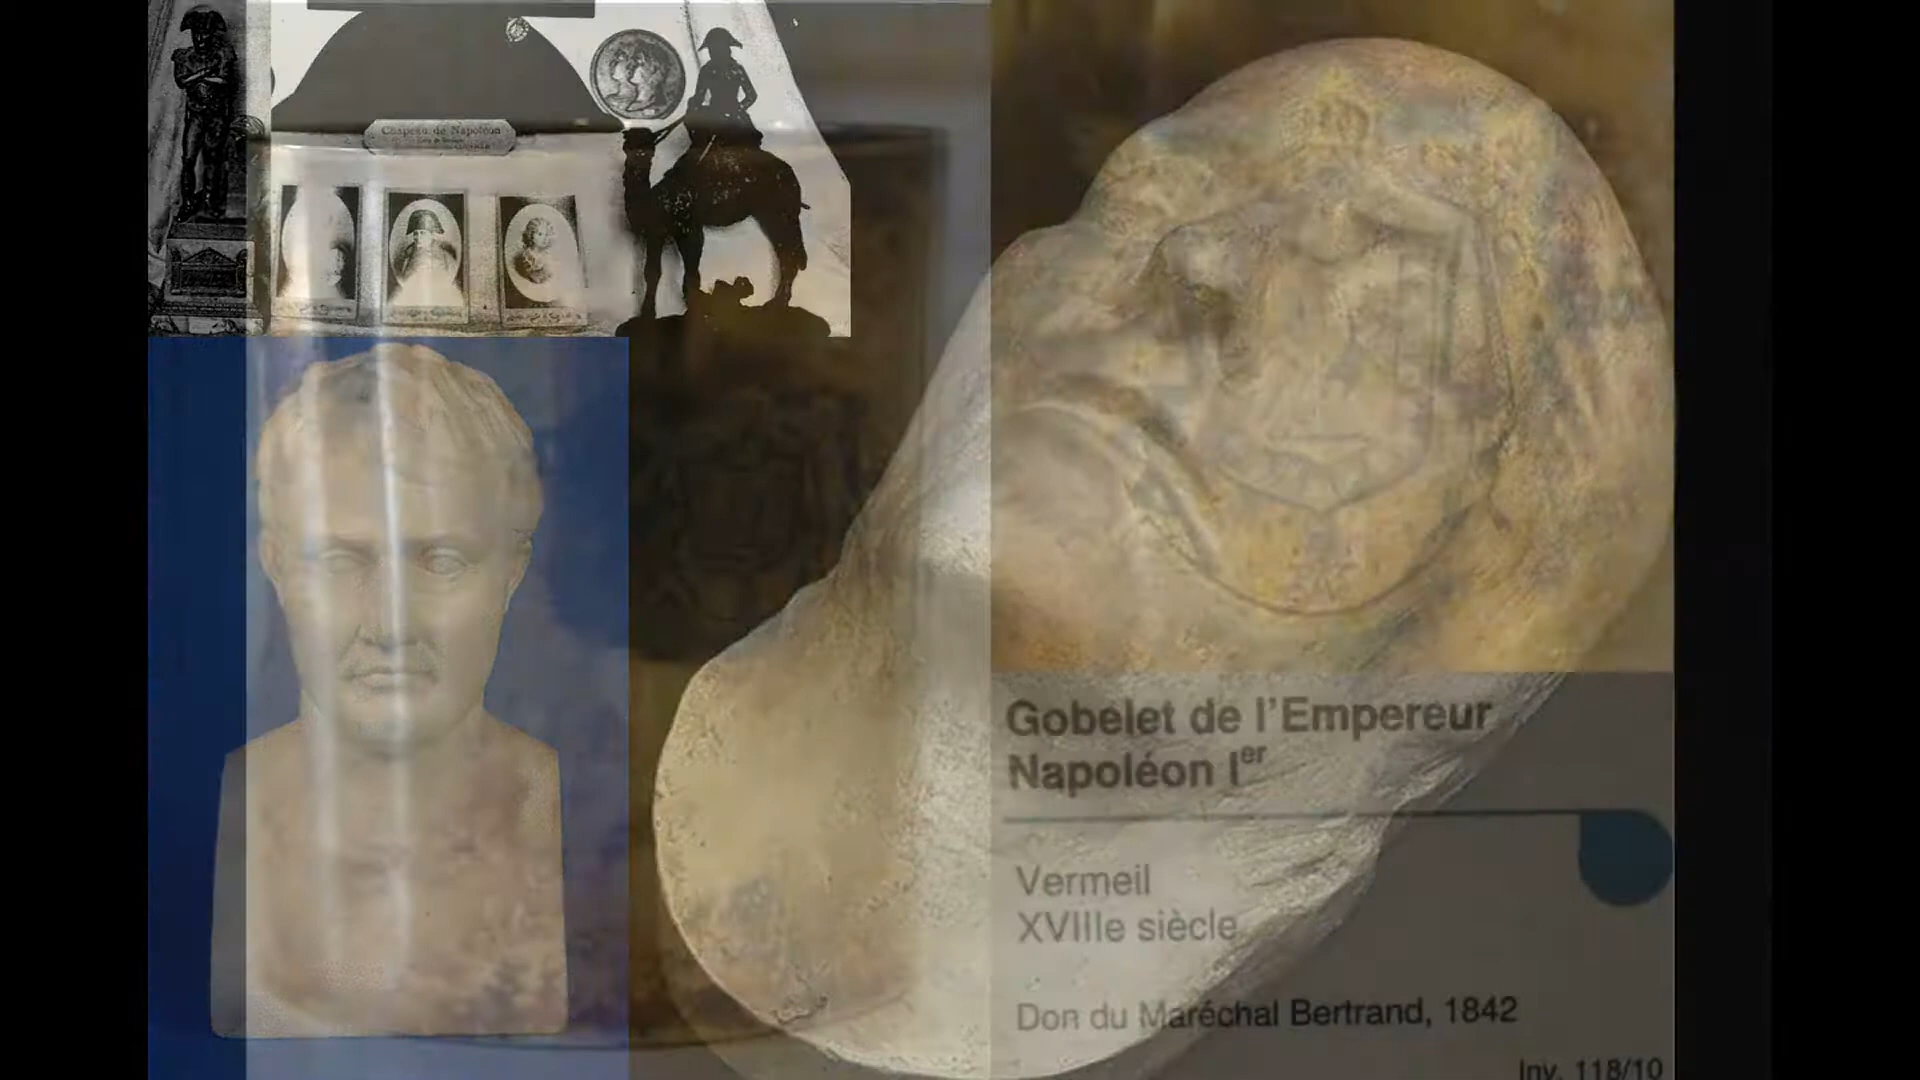 Chapeau de Napoléon
Gobelet de l'Empereur
Napoléon Ier
Vermeil
XVIIIe siècle
Don du Maréchal Bertrand, 1842
Inv. 118/10